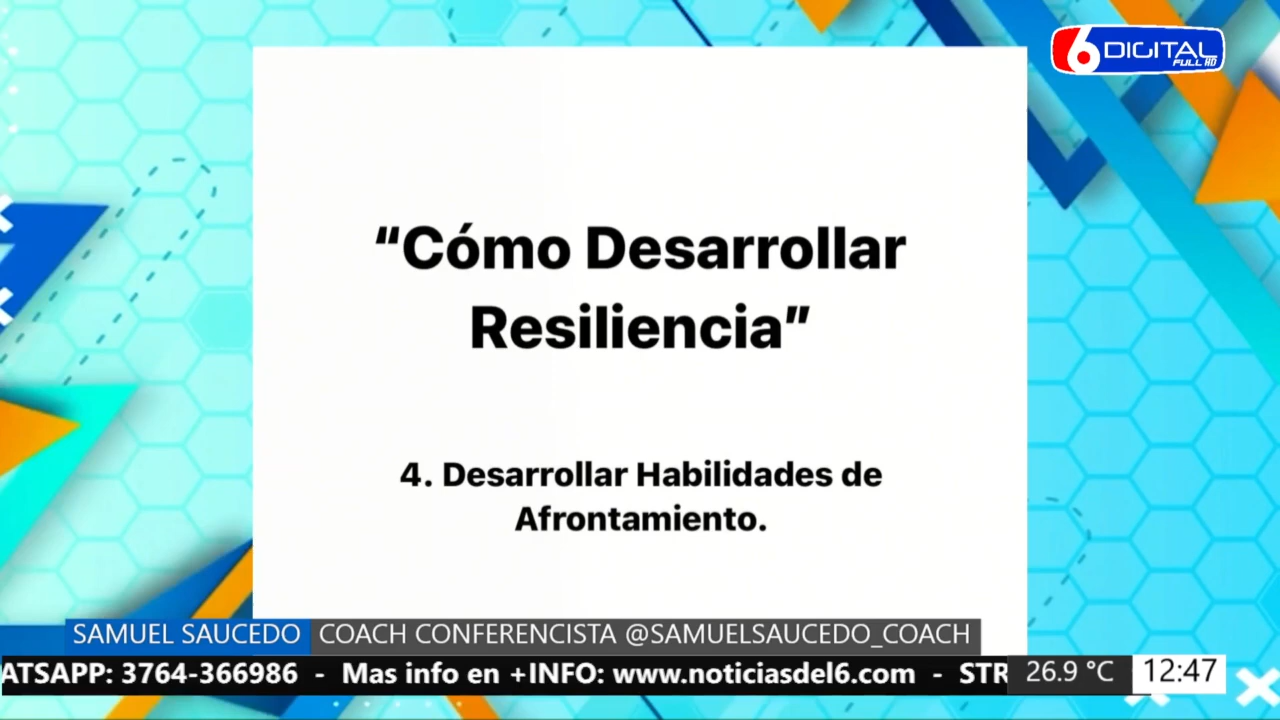 6 DIGITAL
FULL HD
“Cómo Desarrollar
Resiliencia”
4. Desarrollar Habilidades de
Afrontamiento.
SAMUEL SAUCEDO COACH CONFERENCISTA @SAMUELSAUCEDO_COACH
ATSAPP: 3764-366986 - Mas info en +INFO: www.noticiasdel6.com - STR 26.9 °C 12:47